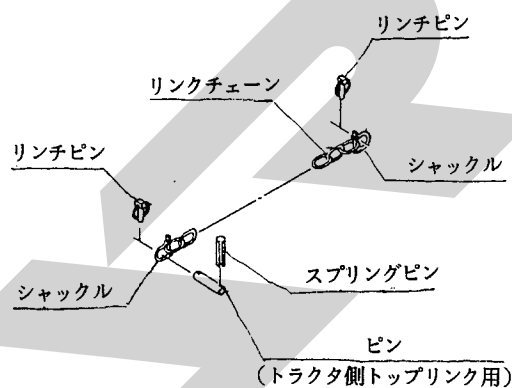 リンチピン
リンクチェーン
リンチピン
シャックル
シャックル
スプリングピン
ピン
(トラクタ側トップリンク用)